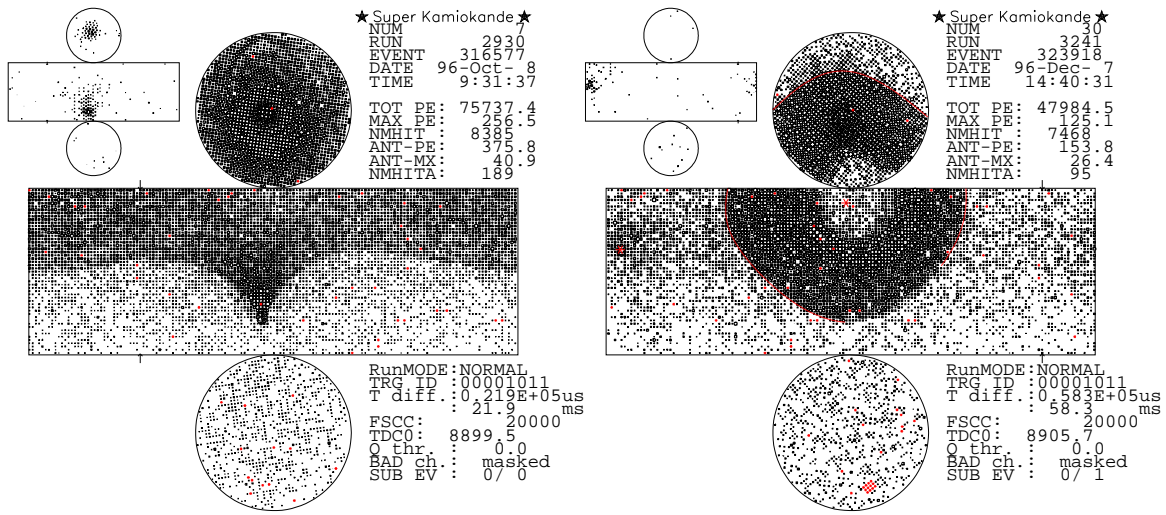 ★ Super Kamiokande ★
NUM 7
RUN 2930
EVENT 316577
DATE 96-Oct- 8
TIME 9:31:37
TOT PE: 75737.4
MAX PE: 256.5
NMHIT : 8385
ANT-PE: 375.8
ANT-MX: 40.9
NMHITA: 189
RunMODE:NORMAL
TRG ID :00001011
T diff.:0.219E+05us
: 21.9 ms
FSCC: 20000
TDC0: 8899.5
Q thr. : 0.0
BAD ch.: masked
SUB EV : 0/ 0
★ Super Kamiokande ★
NUM 30
RUN 3241
EVENT 323918
DATE 96-Dec- 7
TIME 14:40:31
TOT PE: 47984.5
MAX PE: 125.1
NMHIT : 7468
ANT-PE: 153.8
ANT-MX: 26.4
NMHITA: 95
RunMODE:NORMAL
TRG ID :00001011
T diff.:0.583E+05us
: 58.3 ms
FSCC: 20000
TDC0: 8905.7
Q thr. : 0.0
BAD ch.: masked
SUB EV : 0/ 1